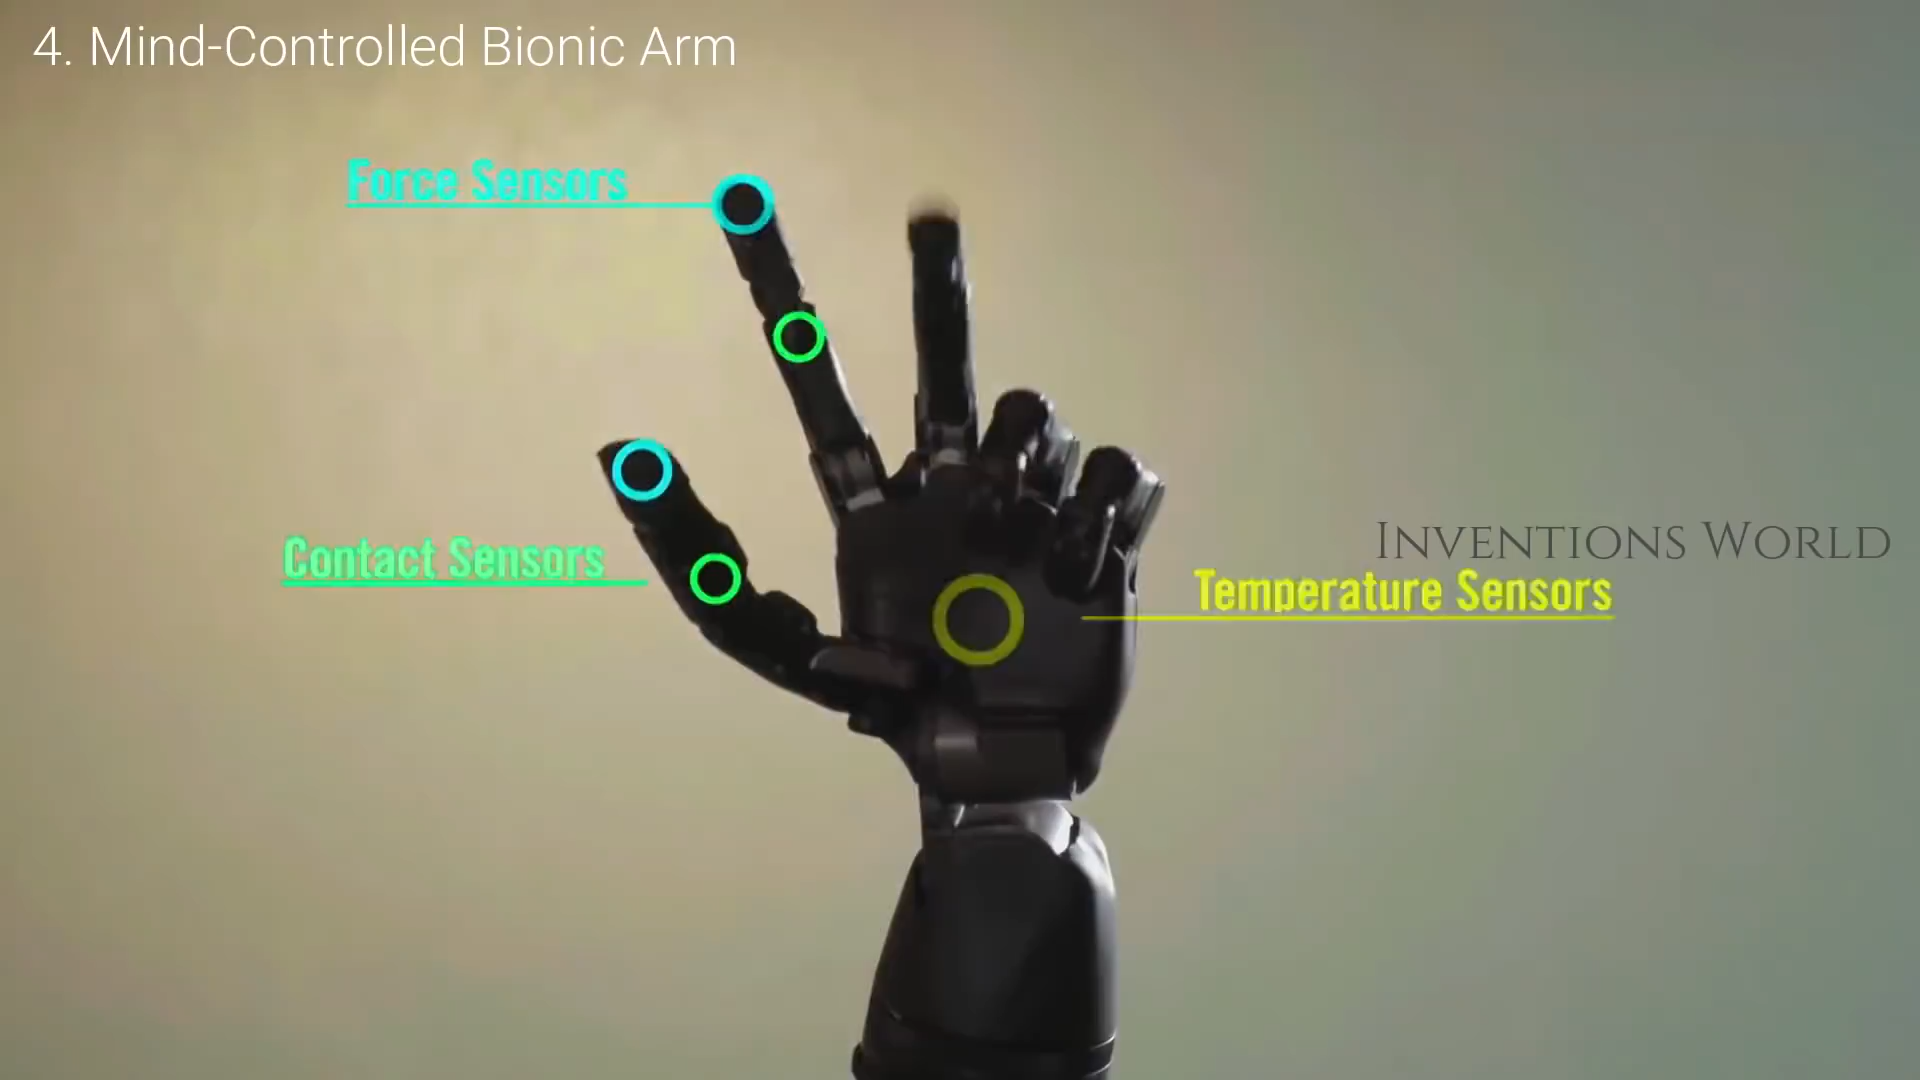 4. Mind-Controlled Bionic Arm
Force Sensors
Contact Sensors
INVENTIONS WORLD
Temperature Sensors